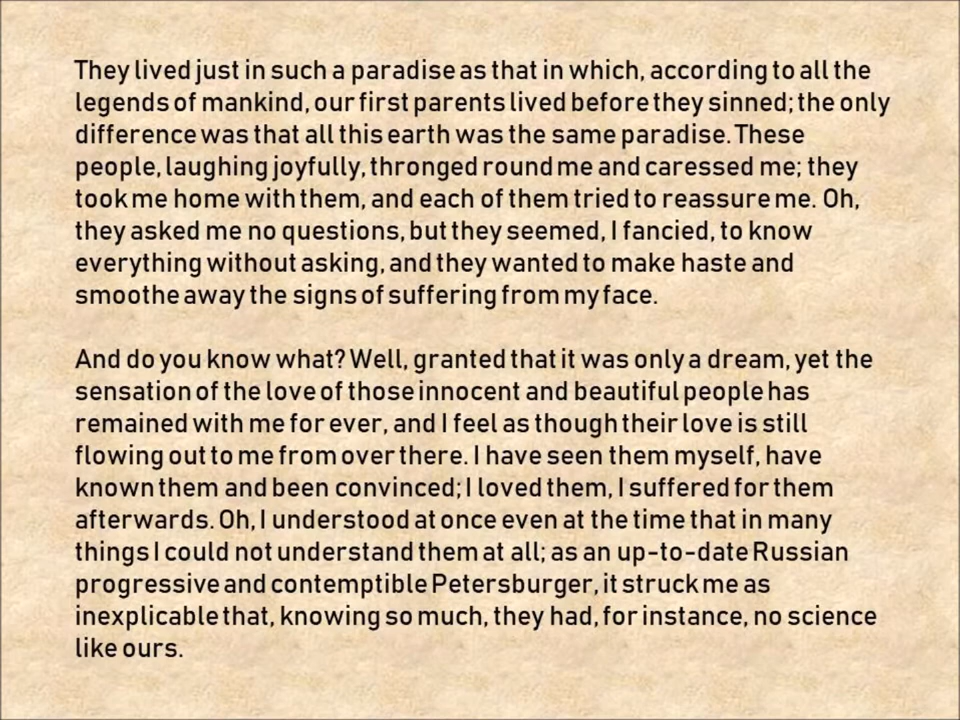 They lived just in such a paradise as that in which, according to all the
legends of mankind, our first parents lived before they sinned; the only
difference was that all this earth was the same paradise. These
people, laughing joyfully, thronged round me and caressed me; they
took me home with them, and each of them tried to reassure me. Oh,
they asked me no questions, but they seemed, I fancied, to know
everything without asking, and they wanted to make haste and
smoothe away the signs of suffering from my face.
And do you know what? Well, granted that it was only a dream, yet the
sensation of the love of those innocent and beautiful people has
remained with me for ever, and I feel as though their love is still
flowing out to me from over there. I have seen them myself, have
known them and been convinced; I loved them, I suffered for them
afterwards. Oh, I understood at once even at the time that in many
things I could not understand them at all; as an up-to-date Russian
progressive and contemptible Petersburger, it struck me as
inexplicable that, knowing so much, they had, for instance, no science
like ours.